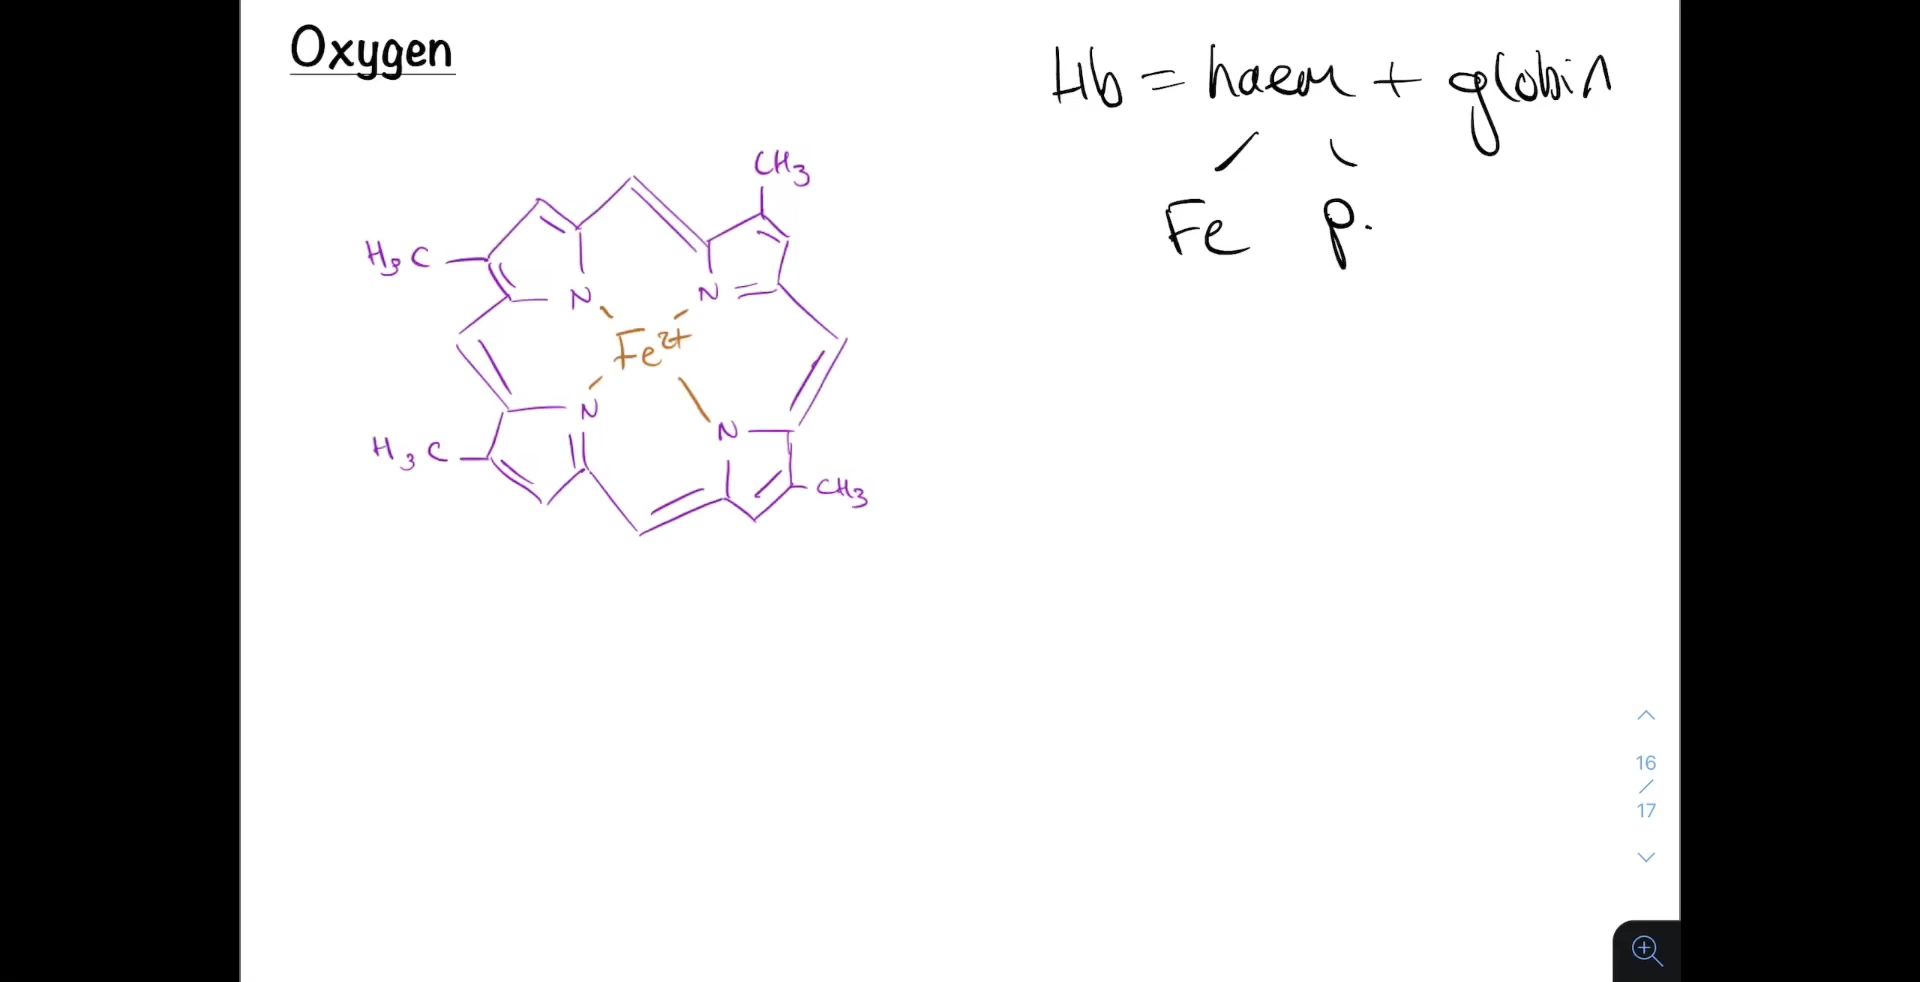 Oxygen
Hb = haem + globin
Fe p.
CH3
H3C
N N
Fe2+
N
N
H3C
CH3
16
/
17